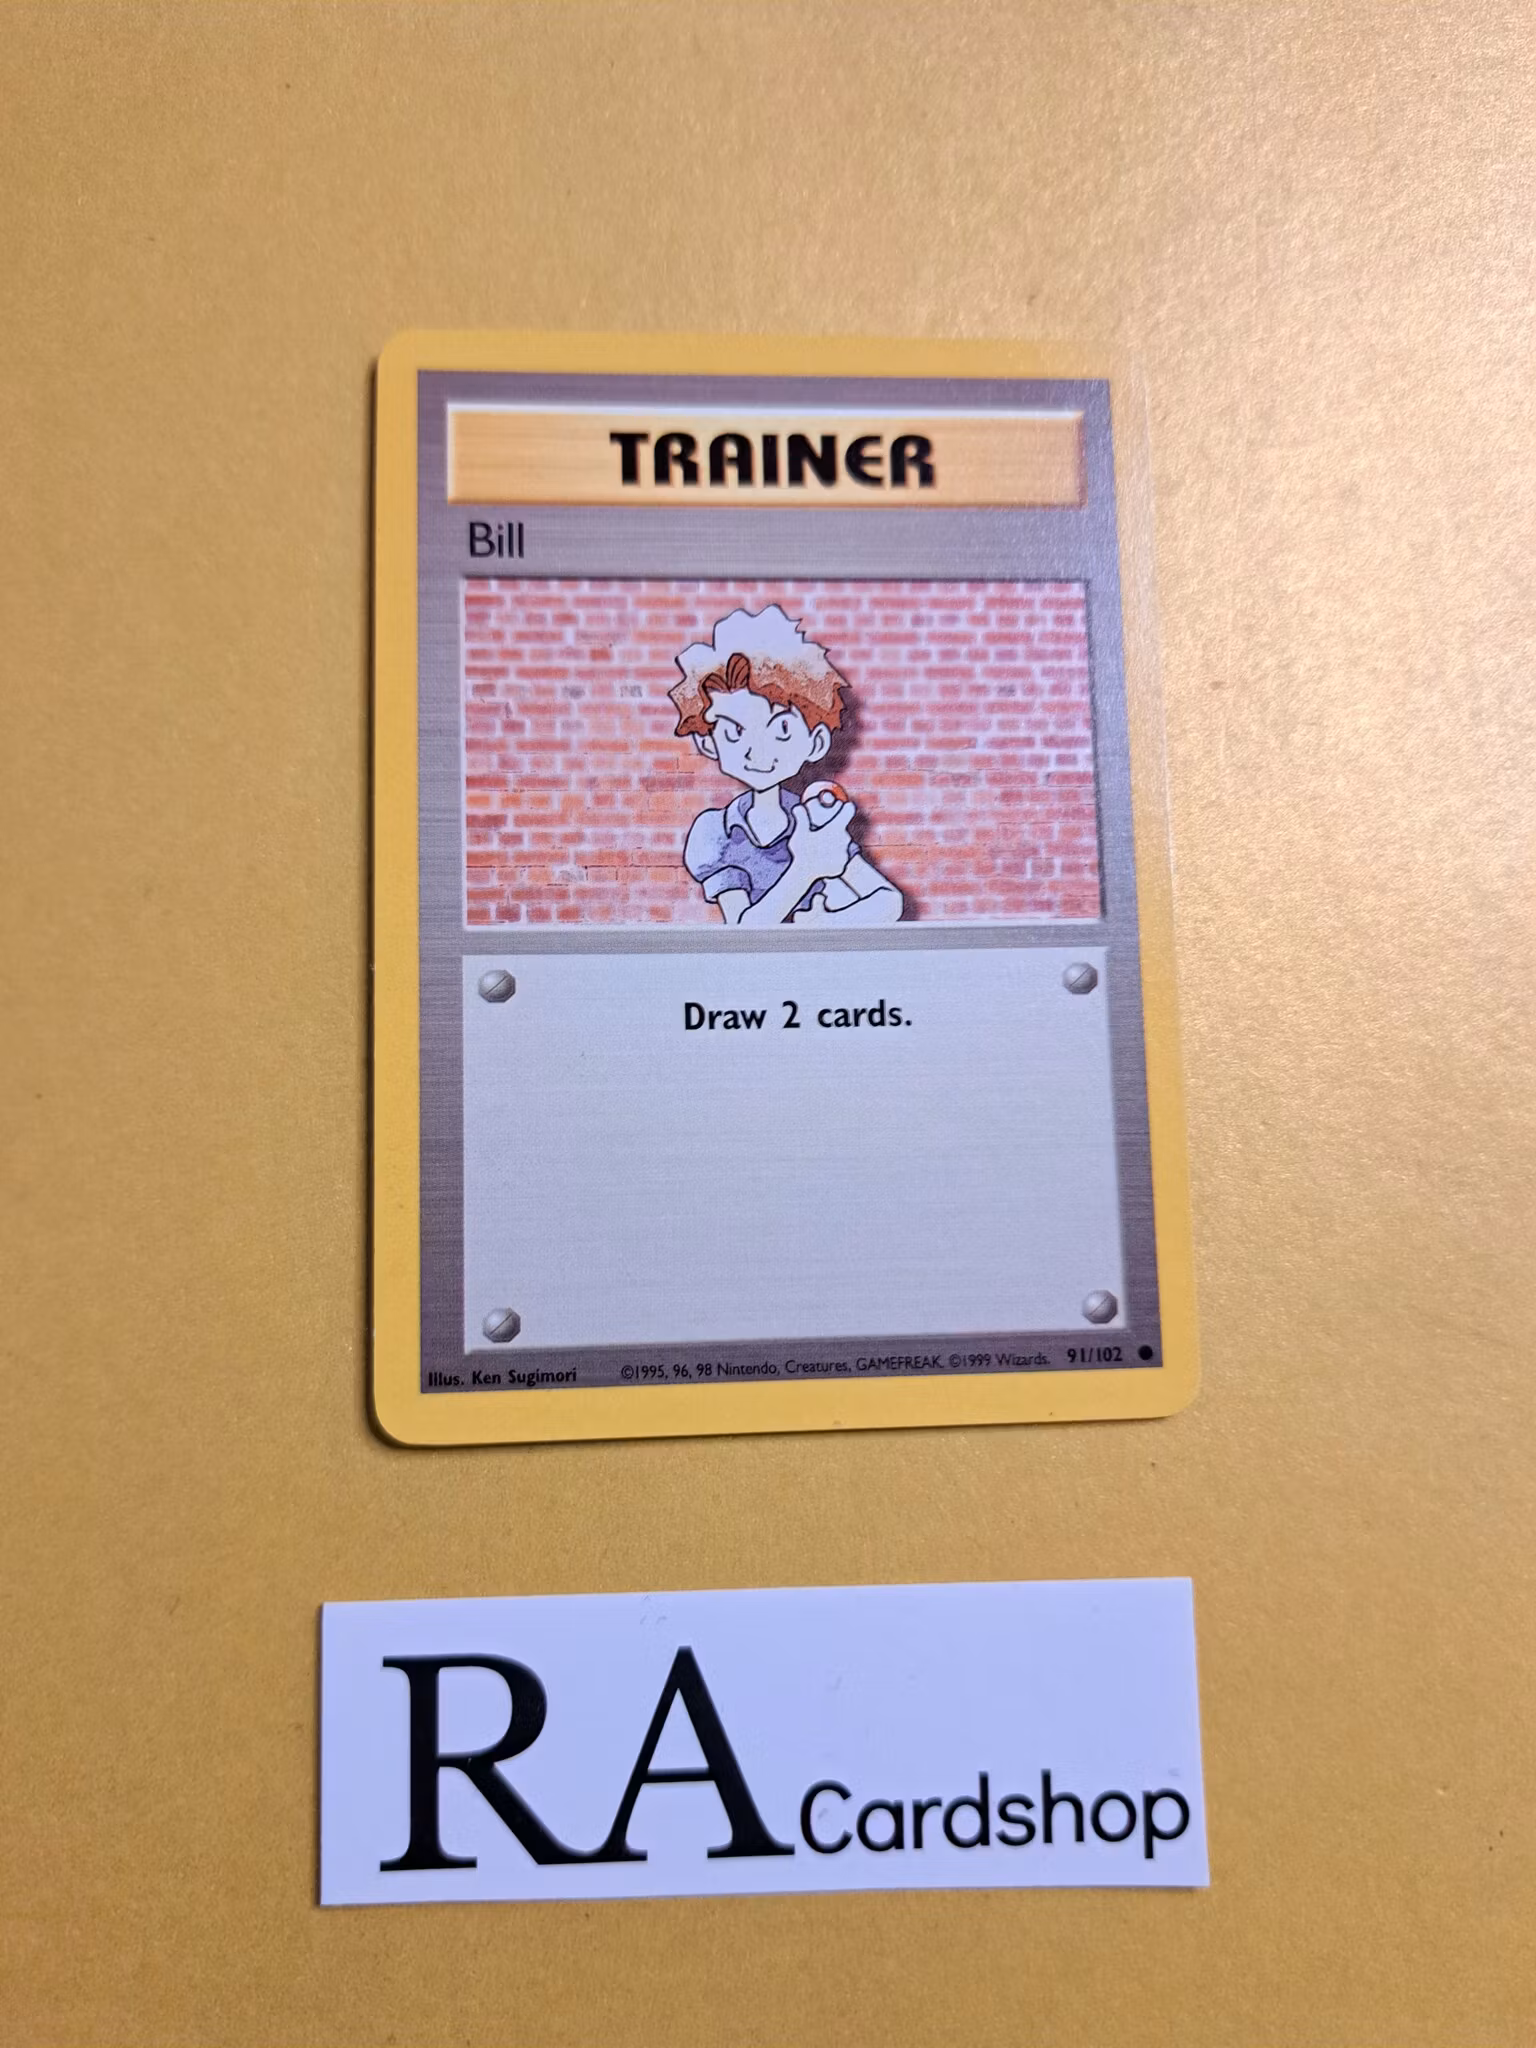 TRAINER
Bill
Draw 2 cards.
Illus. Ken Sugimori ©1995, 96, 98 Nintendo, Creatures, GAMEFREAK. ©1999 Wizards. 91/102 ●
RA Cardshop